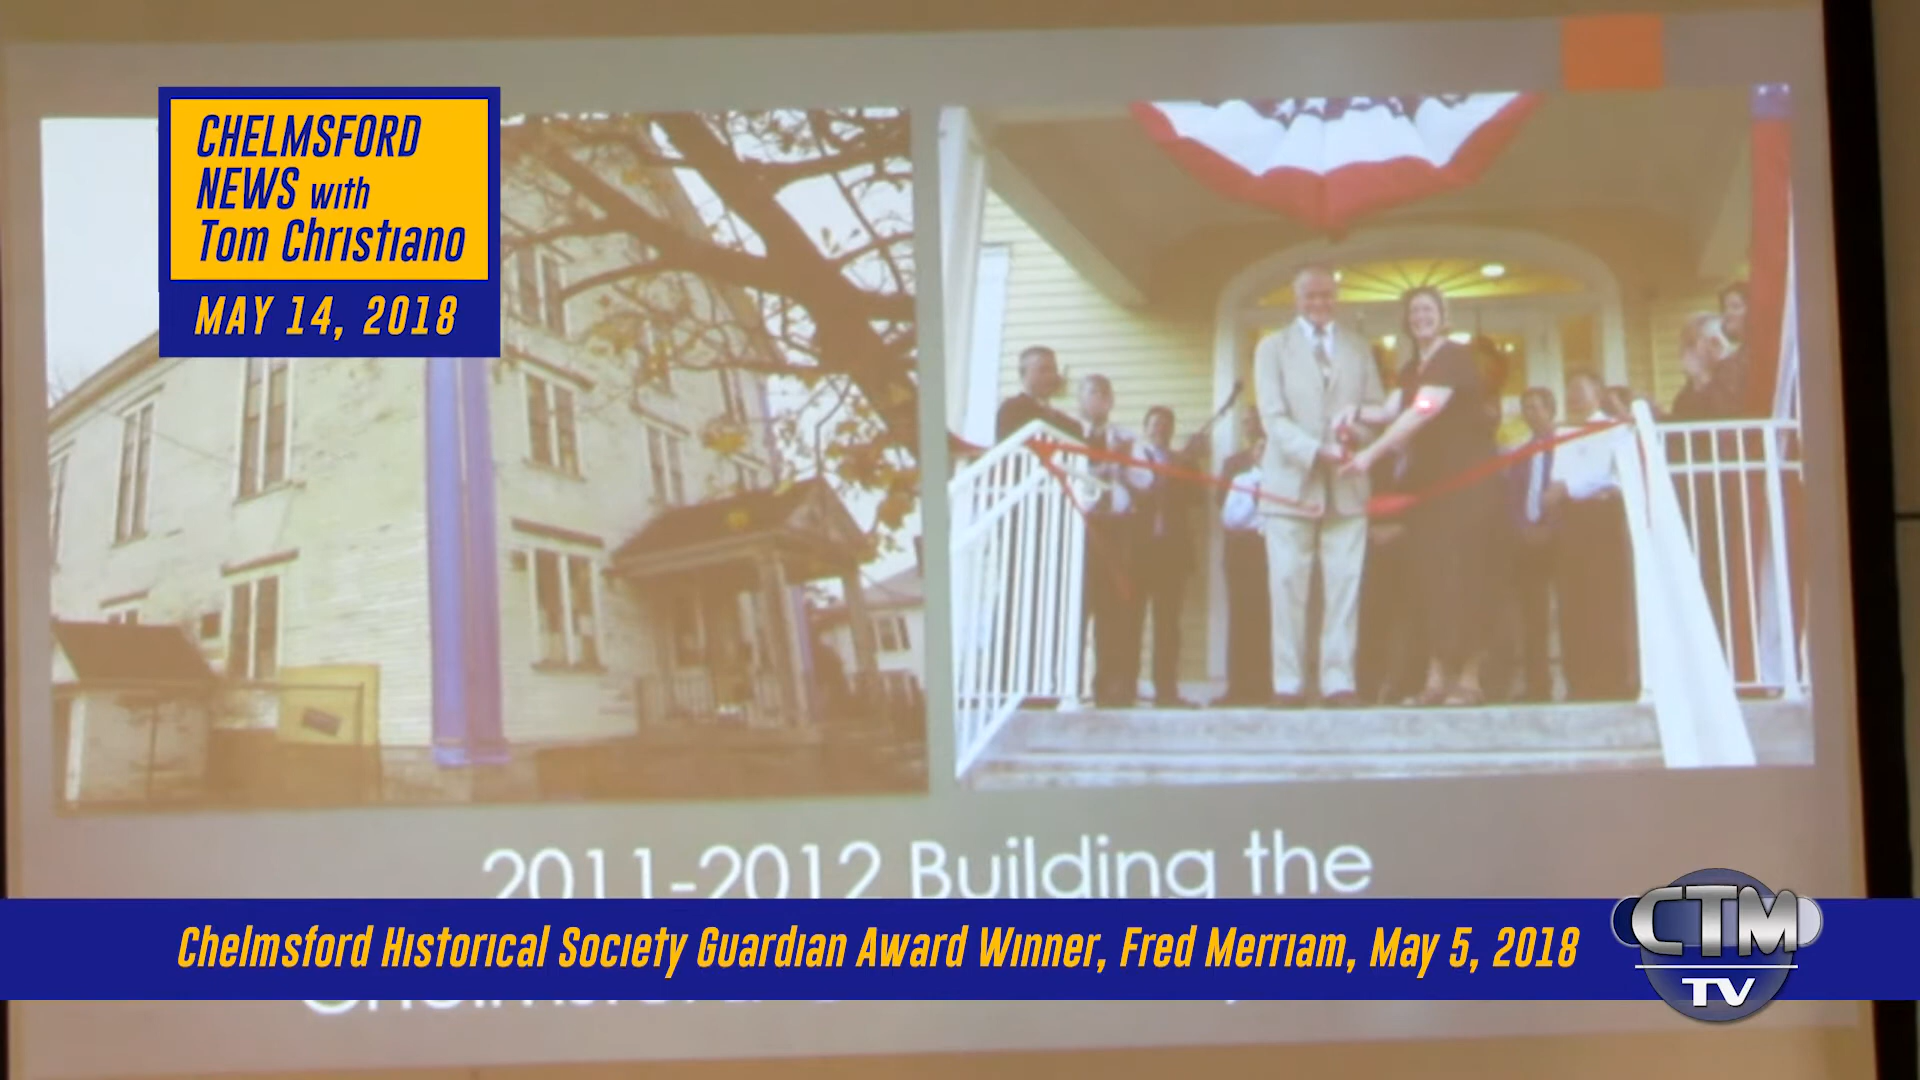 CHELMSFORD
NEWS with
Tom Christiano
MAY 14, 2018
2011-2012 Building the
Chelmsford Historical Society Guardian Award Winner, Fred Merriam, May 5, 2018
CTM
TV